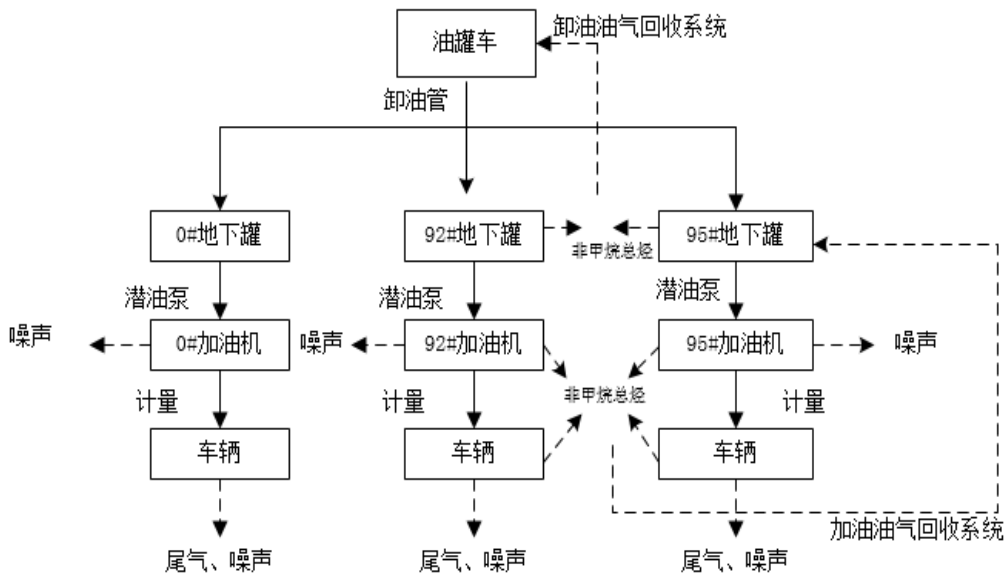 油罐车
卸油油气回收系统
卸油管
0#地下罐
92#地下罐
非甲烷总烃
95#地下罐
潜油泵
潜油泵
潜油泵
噪声
0#加油机
噪声
92#加油机
95#加油机
噪声
计量
计量
非甲烷总烃
计量
车辆
车辆
车辆
加油油气回收系统
尾气、噪声
尾气、噪声
尾气、噪声